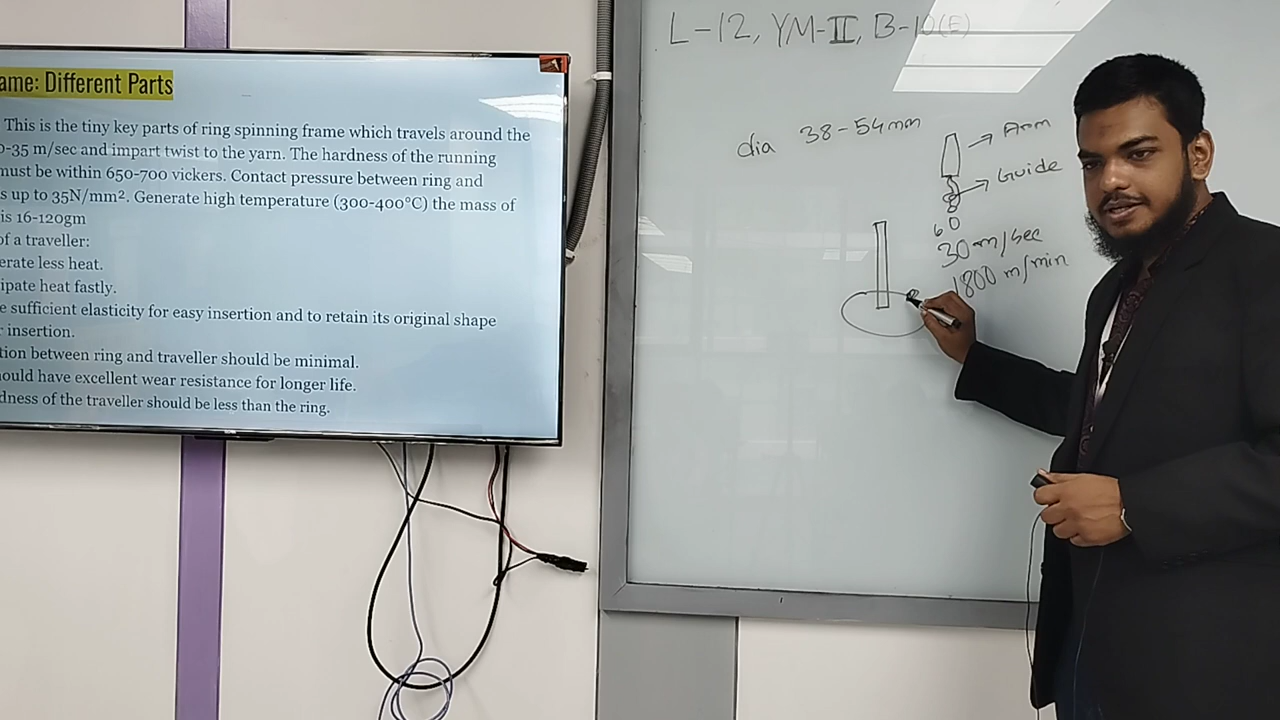 ame: Different Parts
This is the tiny key parts of ring spinning frame which travels around the
0-35 m/sec and impart twist to the yarn. The hardness of the running
must be within 650-700 vickers. Contact pressure between ring and
s up to 35N/mm². Generate high temperature (300-400°C) the mass of
is 16-120gm
of a traveller:
erate less heat.
ipate heat fastly.
e sufficient elasticity for easy insertion and to retain its original shape
r insertion.
tion between ring and traveller should be minimal.
ould have excellent wear resistance for longer life.
dness of the traveller should be less than the ring.
L-12, YM-II, B-10(E)
dia 38-54mm
Arm
Guide
60
30 m/sec
1800 m/min